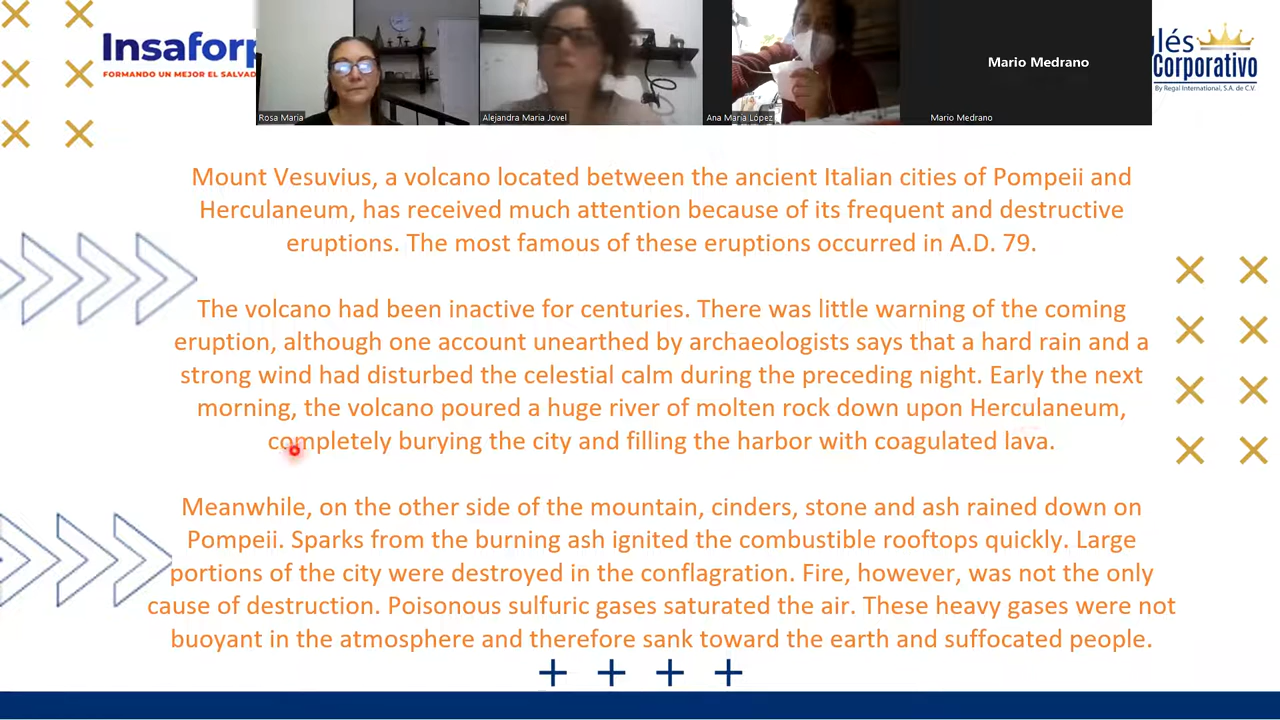 Insaforp
FORMANDO UN MEJOR EL SALVA
Rosa Maria
Alejandra Maria Jovel
Ana María López
Mario Medrano
Mario Medrano
lés
Corporativo
By Regal International, S.A. de C.V.
Mount Vesuvius, a volcano located between the ancient Italian cities of Pompeii and
Herculaneum, has received much attention because of its frequent and destructive
eruptions. The most famous of these eruptions occurred in A.D. 79.
The volcano had been inactive for centuries. There was little warning of the coming
eruption, although one account unearthed by archaeologists says that a hard rain and a
strong wind had disturbed the celestial calm during the preceding night. Early the next
morning, the volcano poured a huge river of molten rock down upon Herculaneum,
completely burying the city and filling the harbor with coagulated lava.
Meanwhile, on the other side of the mountain, cinders, stone and ash rained down on
Pompeii. Sparks from the burning ash ignited the combustible rooftops quickly. Large
portions of the city were destroyed in the conflagration. Fire, however, was not the only
cause of destruction. Poisonous sulfuric gases saturated the air. These heavy gases were not
buoyant in the atmosphere and therefore sank toward the earth and suffocated people.